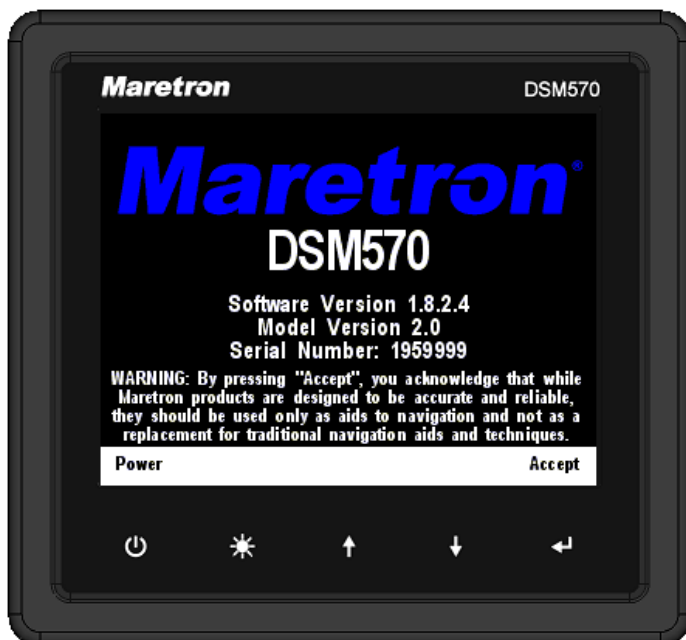 Maretron DSM570
Maretron®
DSM570
Software Version 1.8.2.4
Model Version 2.0
Serial Number: 1959999
WARNING: By pressing "Accept", you acknowledge that while
Maretron products are designed to be accurate and reliable,
they should be used only as aids to navigation and not as a
replacement for traditional navigation aids and techniques.
Power Accept